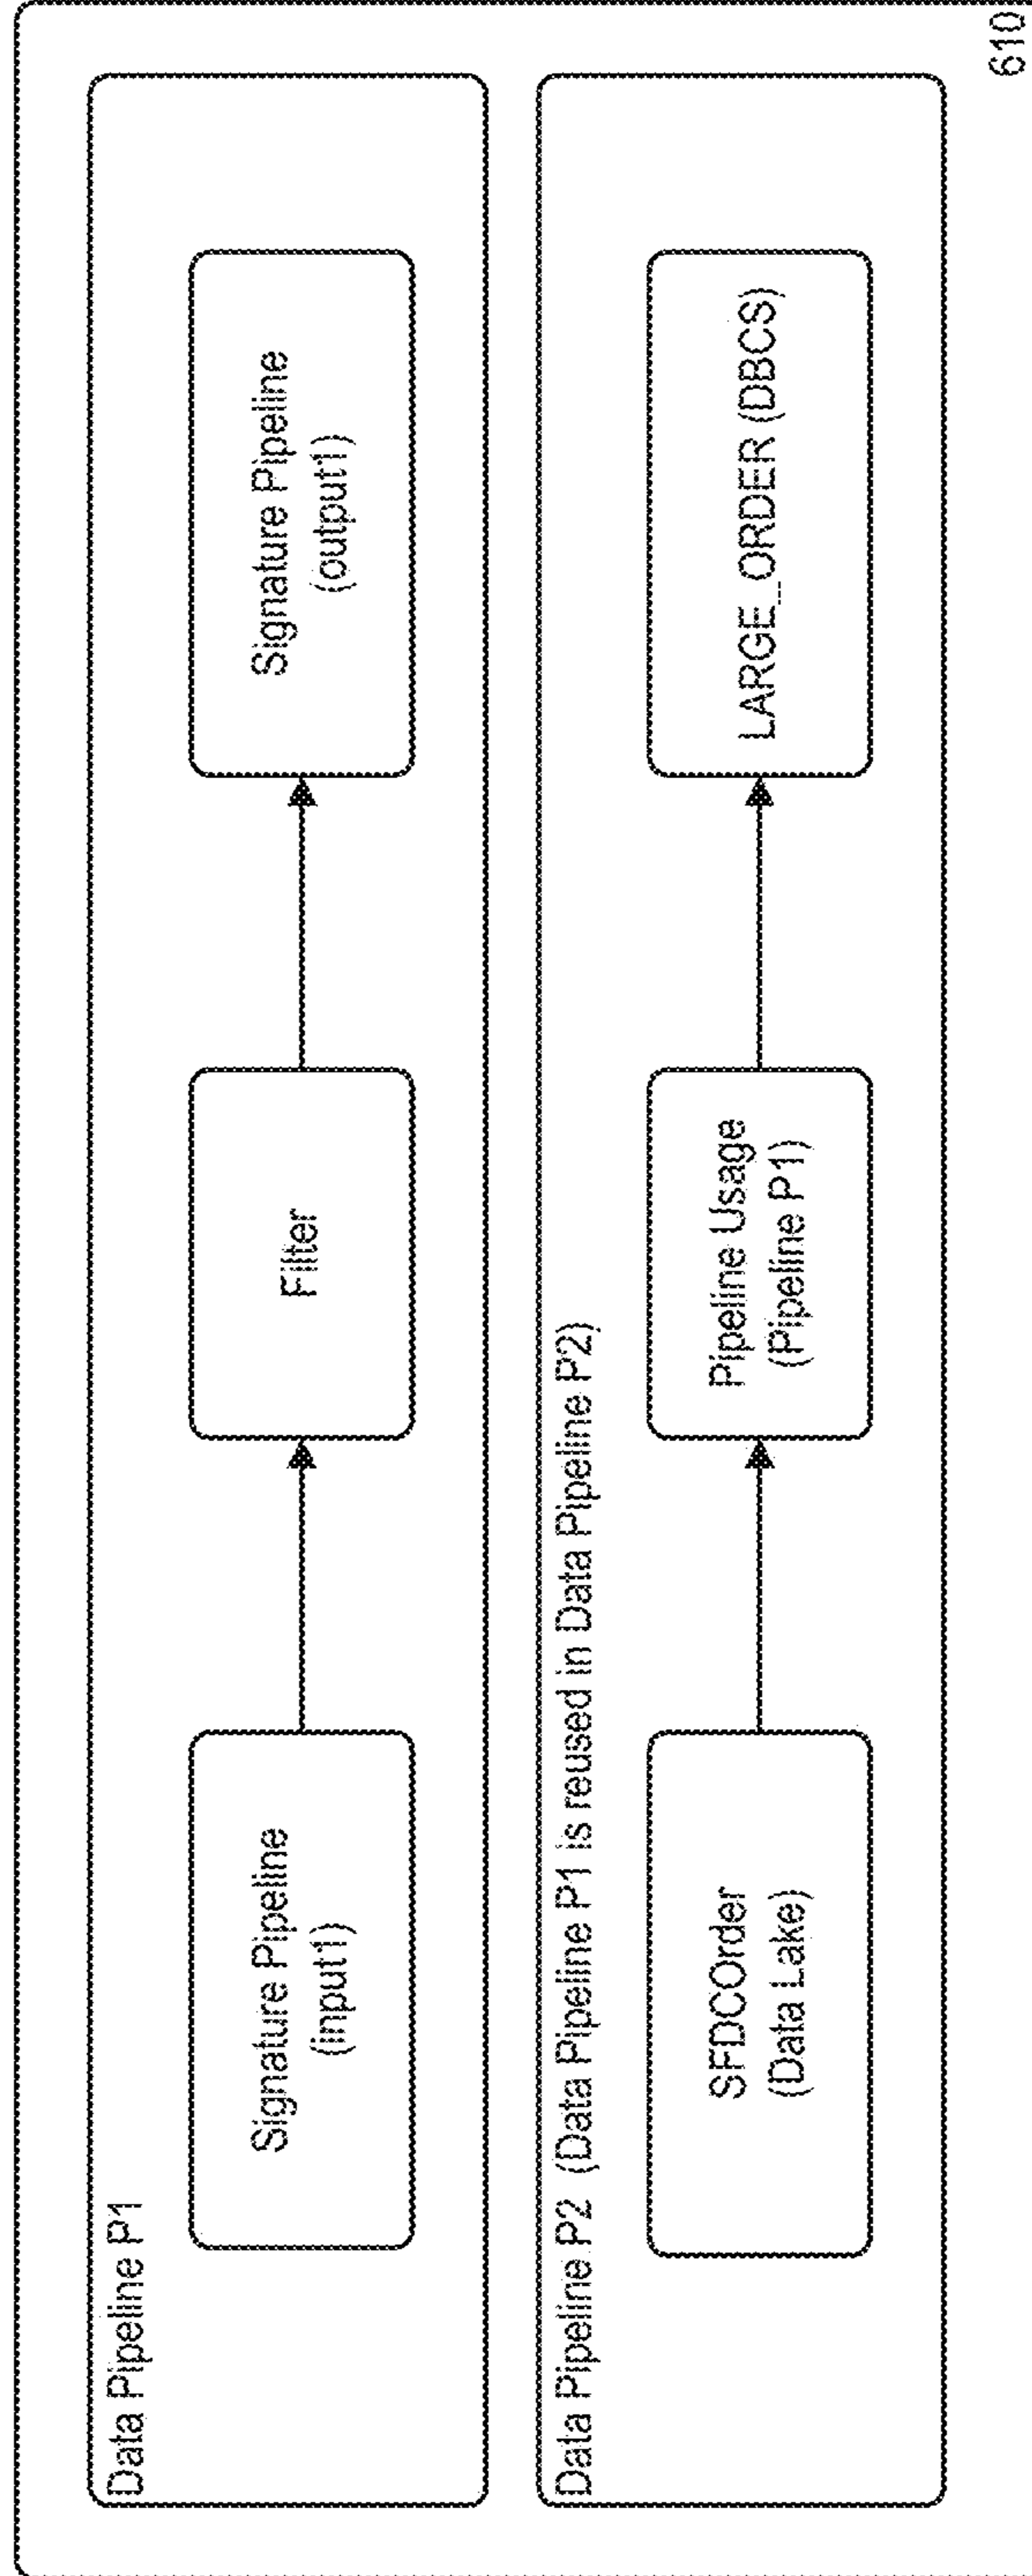 Data Pipeline P1
Signature Pipeline
(input1)
Filter
Signature Pipeline
(output1)
Data Pipeline P2 (Data Pipeline P1 is reused in Data Pipeline P2)
SFDCOrder
(Data Lake)
Pipeline Usage
(Pipeline P1)
LARGE_ORDER (DBCS)
610